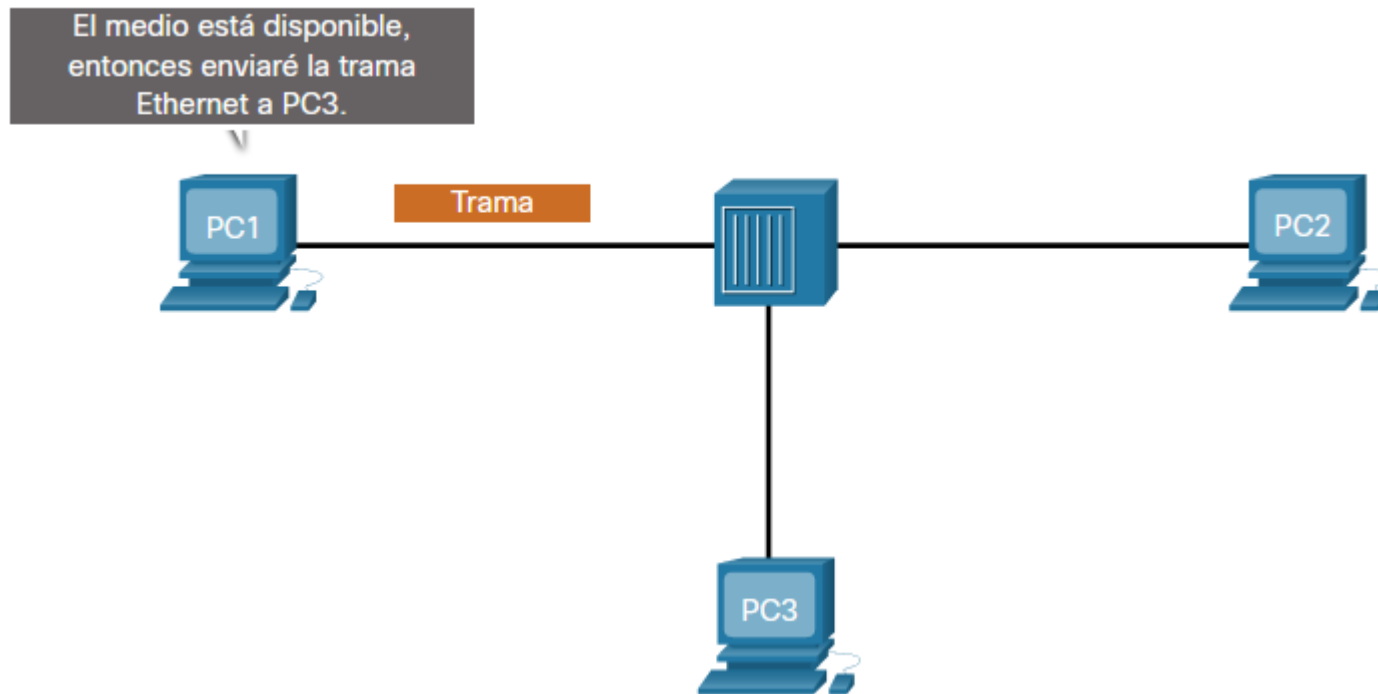 El medio está disponible,
entonces enviaré la trama
Ethernet a PC3.
PC1
Trama
PC2
PC3